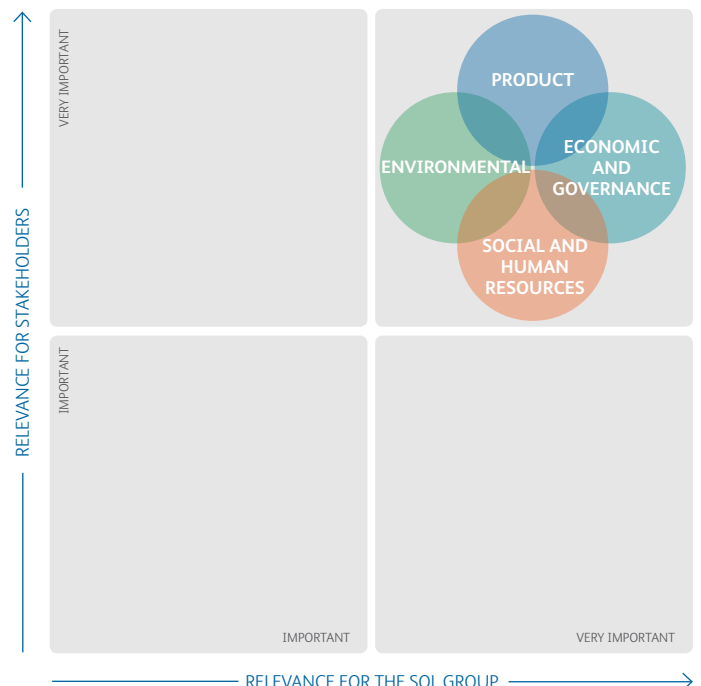 VERY IMPORTANT
PRODUCT
ENVIRONMENTAL
ECONOMIC
AND
GOVERNANCE
SOCIAL AND
HUMAN
RESOURCES
RELEVANCE FOR STAKEHOLDERS
IMPORTANT
IMPORTANT
VERY IMPORTANT
RELEVANCE FOR THE SOL GROUP